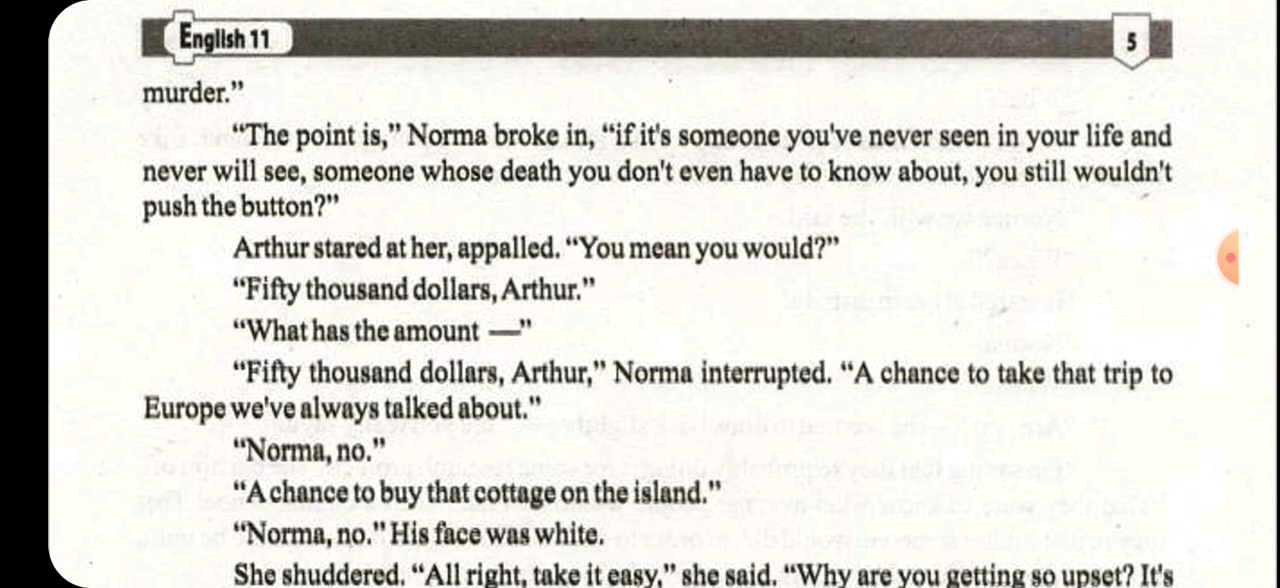 English 11
5
murder.”
“The point is,” Norma broke in, “if it's someone you've never seen in your life and
never will see, someone whose death you don't even have to know about, you still wouldn't
push the button?”
Arthur stared at her, appalled. “You mean you would?”
“Fifty thousand dollars, Arthur.”
“What has the amount —”
“Fifty thousand dollars, Arthur,” Norma interrupted. “A chance to take that trip to
Europe we've always talked about.”
“Norma, no.”
“A chance to buy that cottage on the island.”
“Norma, no.” His face was white.
She shuddered. “All right, take it easy,” she said. “Why are you getting so upset? It's